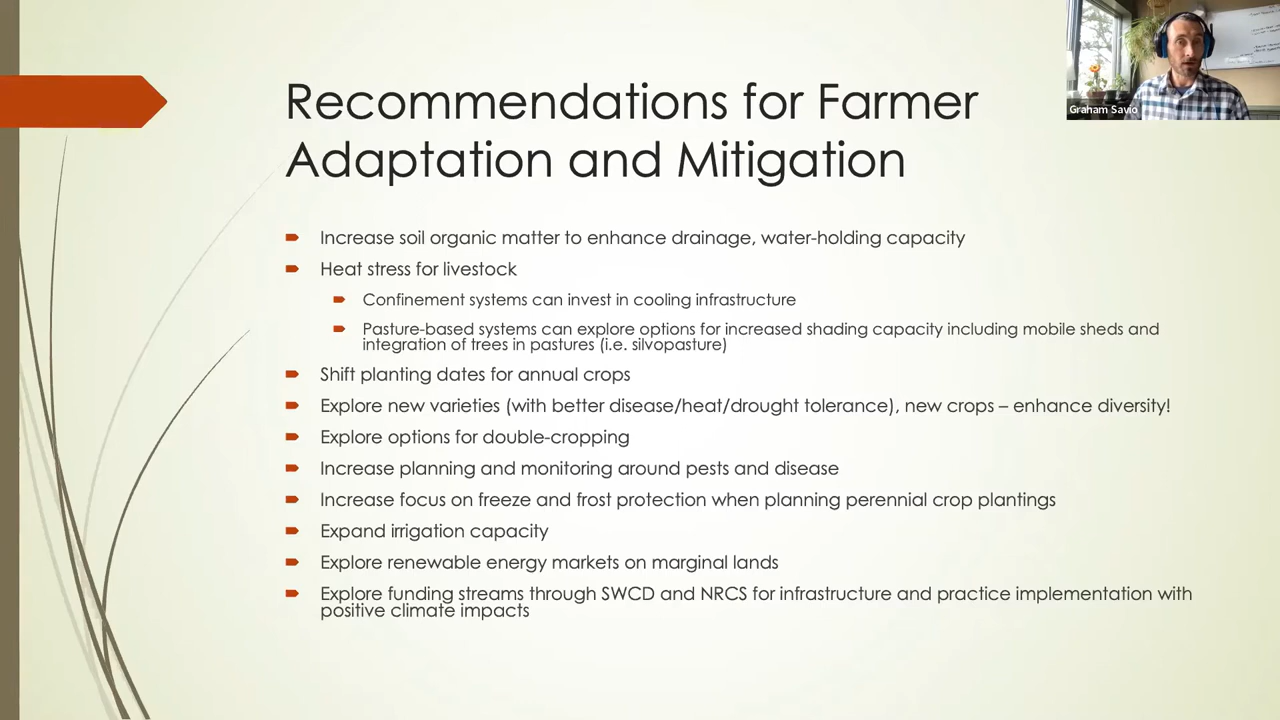 Recommendations for Farmer
Adaptation and Mitigation
Graham Savio
Increase soil organic matter to enhance drainage, water-holding capacity
Heat stress for livestock
Confinement systems can invest in cooling infrastructure
Pasture-based systems can explore options for increased shading capacity including mobile sheds and
integration of trees in pastures (i.e. silvopasture)
Shift planting dates for annual crops
Explore new varieties (with better disease/heat/drought tolerance), new crops – enhance diversity!
Explore options for double-cropping
Increase planning and monitoring around pests and disease
Increase focus on freeze and frost protection when planning perennial crop plantings
Expand irrigation capacity
Explore renewable energy markets on marginal lands
Explore funding streams through SWCD and NRCS for infrastructure and practice implementation with
positive climate impacts